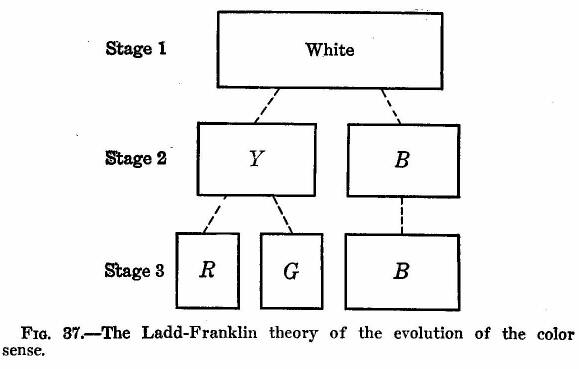 Stage 1 White
Stage 2 Y B
Stage 3 R G B
FIG. 37.—The Ladd-Franklin theory of the evolution of the color
sense.